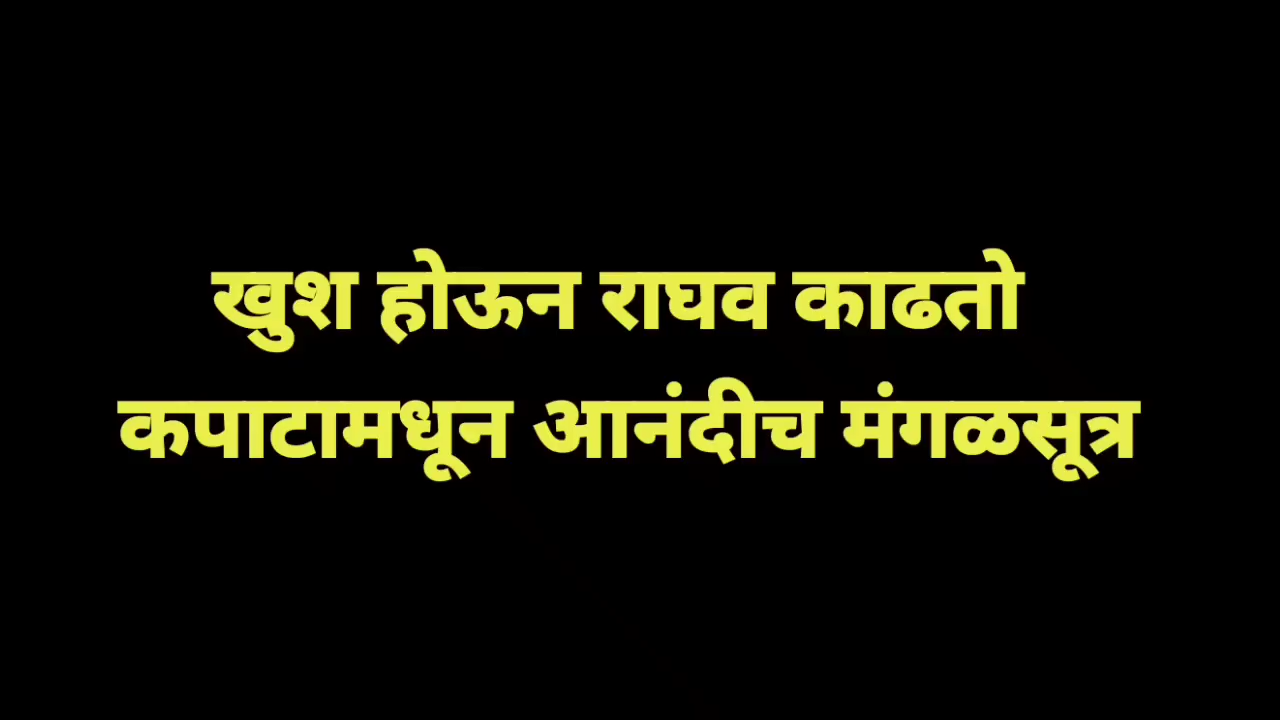 खुश होऊन राघव काढतो
कपाटामधून आनंदीच मंगळसूत्र